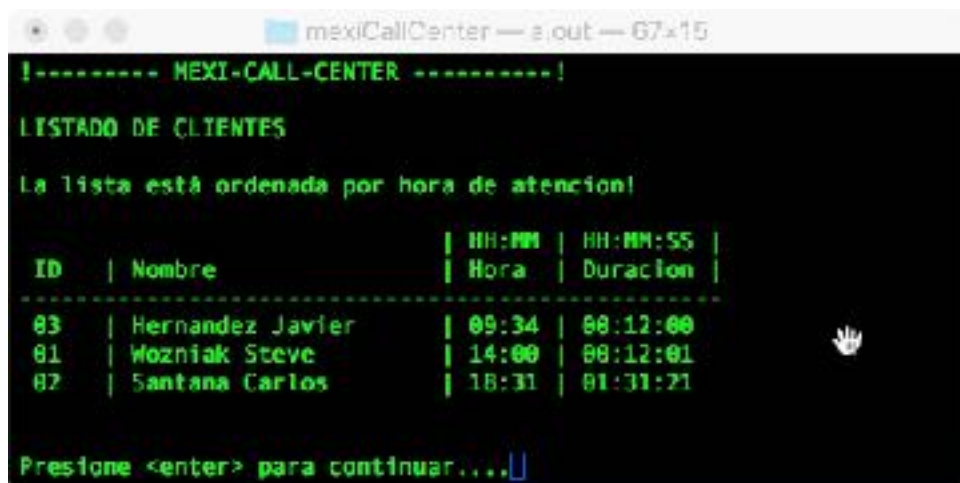 mexiCallCenter — a.out — 67×15
!--------- MEXI-CALL-CENTER ----------!
LISTADO DE CLIENTES
La lista está ordenada por hora de atencion!
| HH:MM | HH:MM:SS |
ID | Nombre | Hora | Duracion |
--------------------------------------------------
03 | Hernandez Javier | 09:34 | 00:12:00
01 | Wozniak Steve | 14:00 | 00:12:01
02 | Santana Carlos | 18:31 | 01:31:21
Presione <enter> para continuar....